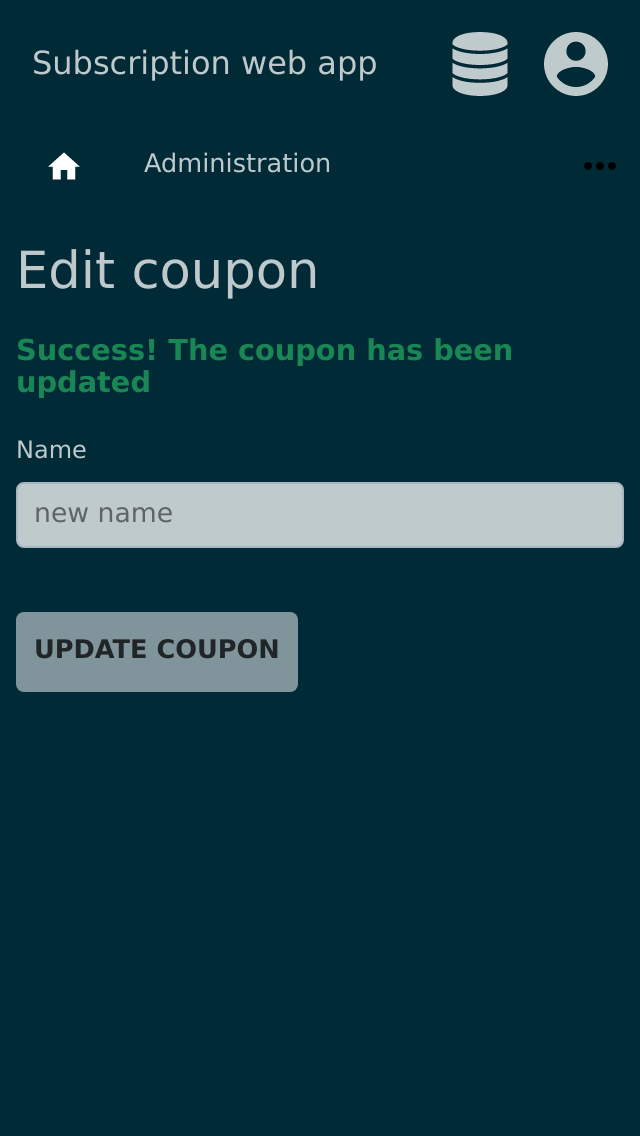 Subscription web app
Administration
Edit coupon
Success! The coupon has been
updated
Name
new name
UPDATE COUPON